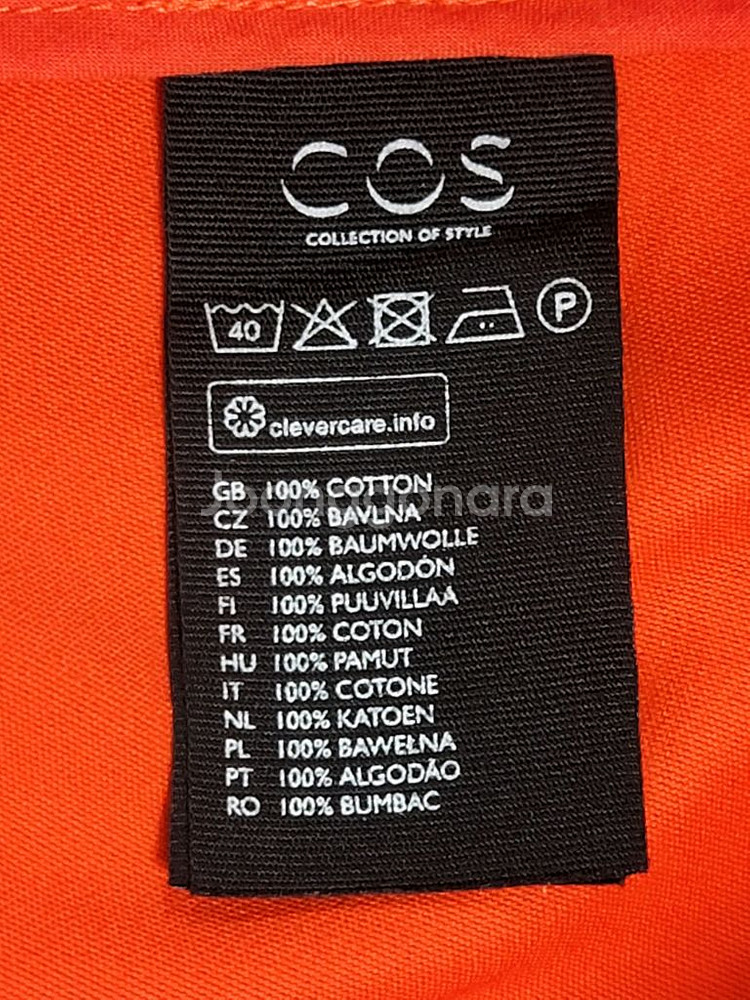 COS
COLLECTION OF STYLE
40 P
clevercare.info
GB 100% COTTON
Joonggonara
CZ 100% BAVLNA
DE 100% BAUMWOLLE
ES 100% ALGODÓN
FI 100% PUUVILLAA
FR 100% COTON
HU 100% PAMUT
IT 100% COTONE
NL 100% KATOEN
PL 100% BAWEŁNA
PT 100% ALGODÃO
RO 100% BUMBAC